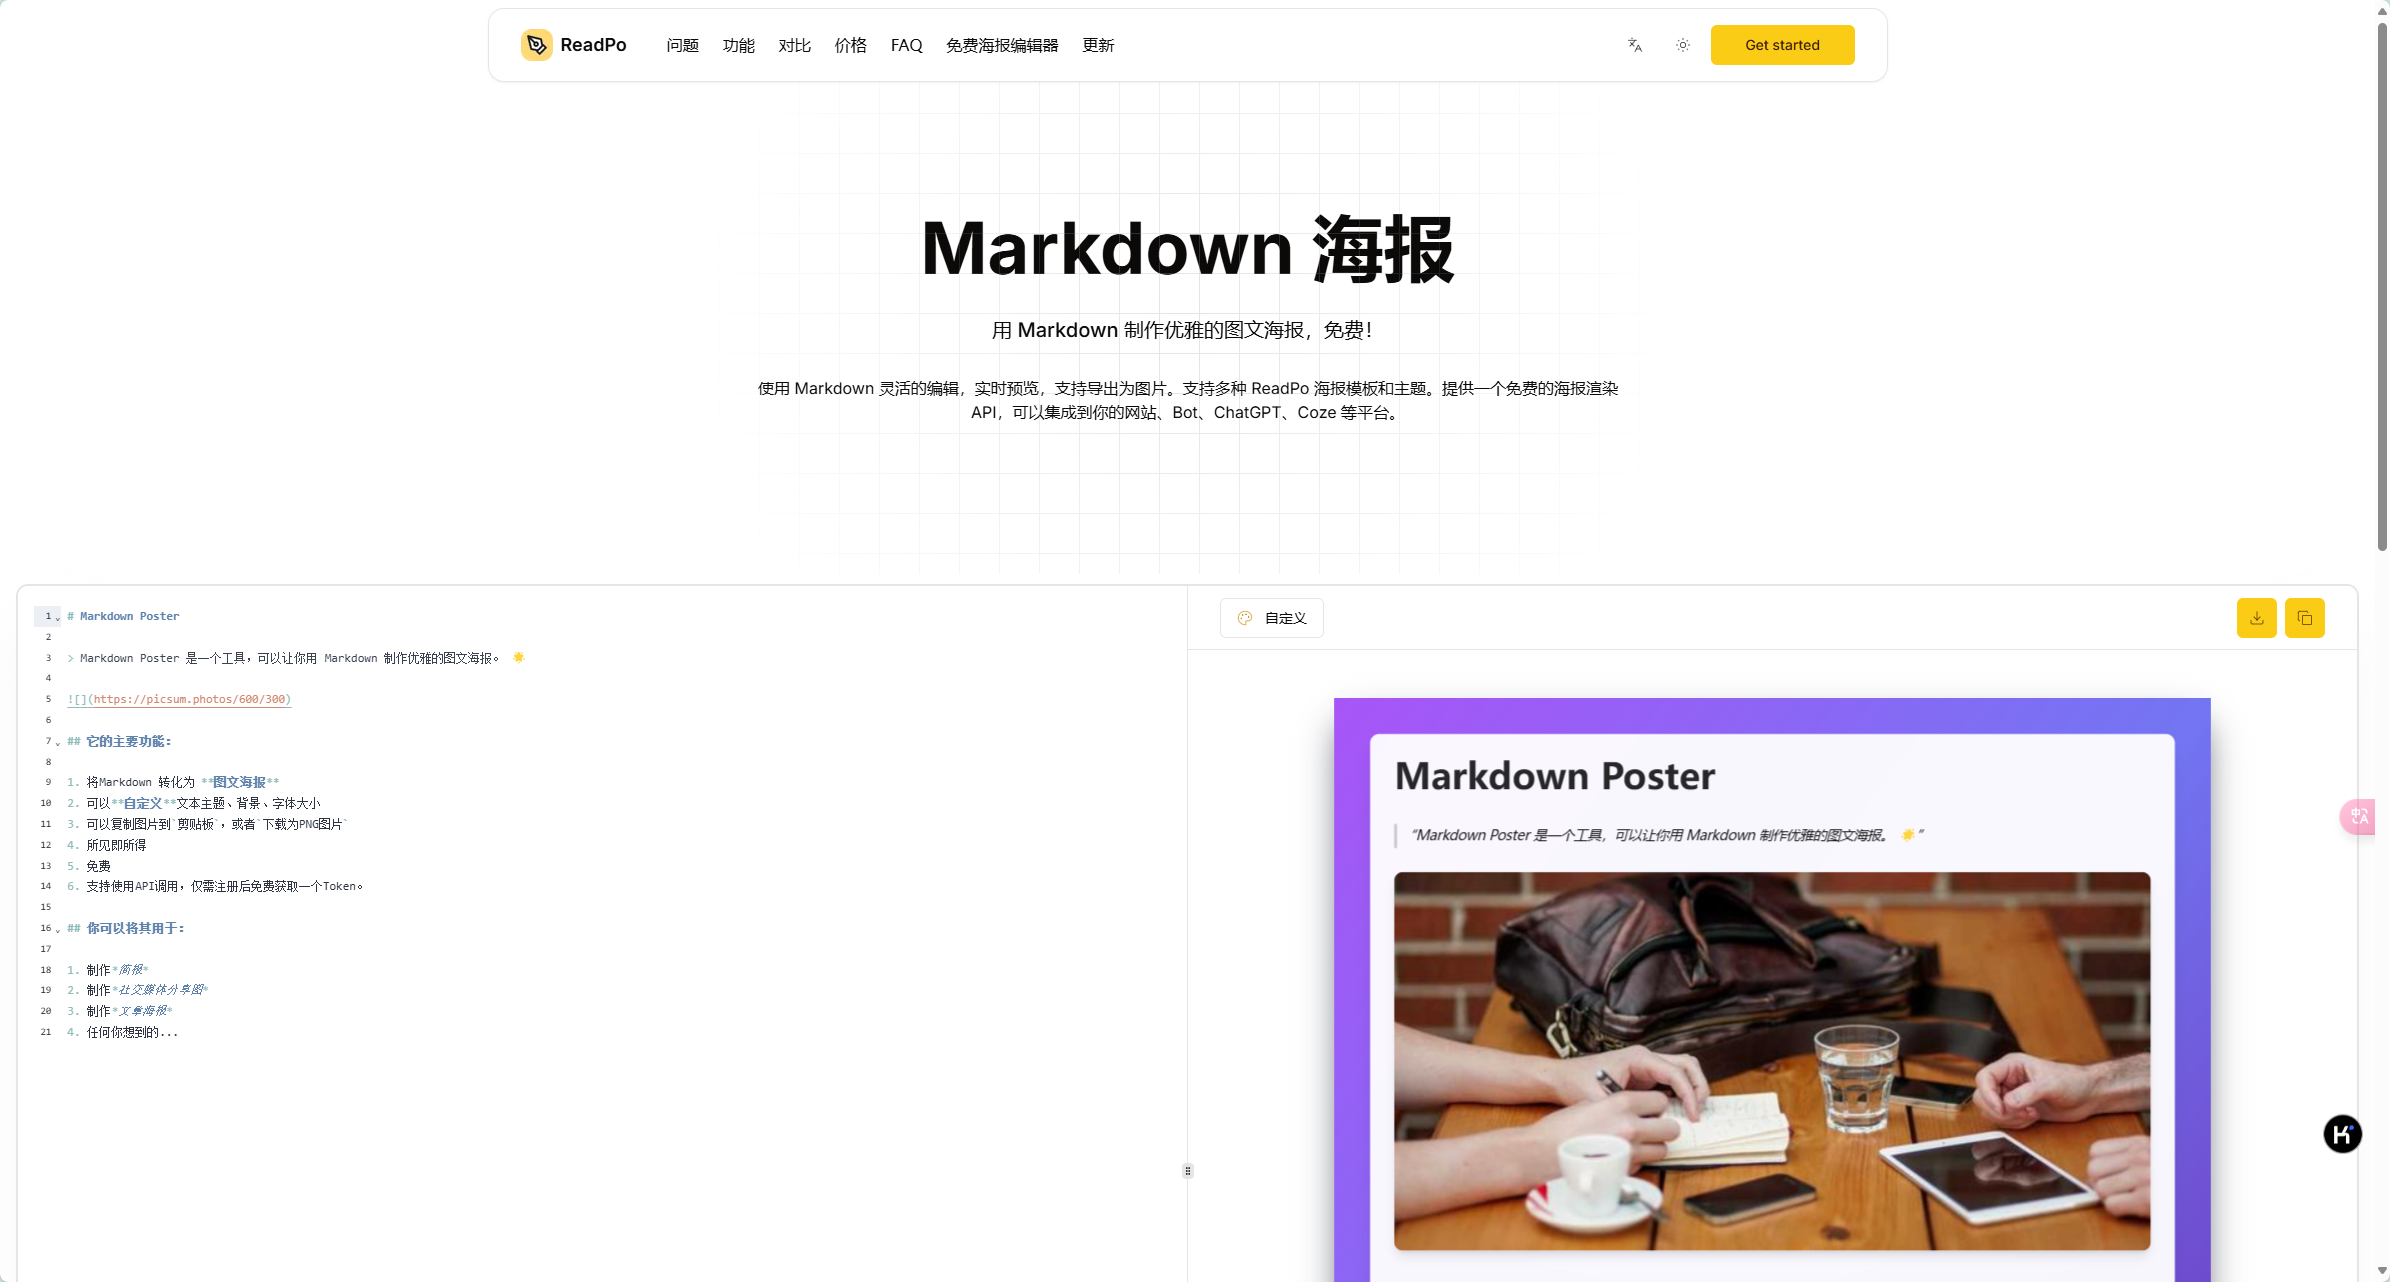 ReadPo
问题 功能 对比 价格 FAQ 免费海报编辑器 更新
Get started
Markdown 海报
用 Markdown 制作优雅的图文海报，免费！
使用 Markdown 灵活的编辑，实时预览，支持导出为图片。支持多种 ReadPo 海报模板和主题。提供一个免费的海报渲染
API，可以集成到你的网站、Bot、ChatGPT、Coze 等平台。
1 # Markdown Poster
2
3 > Markdown Poster 是一个工具，可以让你用 Markdown 制作优雅的图文海报。 🌟
4
5 ![](https://picsum.photos/600/300)
6
7 ## 它的主要功能：
8
9 1. 将Markdown 转化为 **图文海报**
10 2. 可以**自定义**文本主题、背景、字体大小
11 3. 可以复制图片到`剪贴板`，或者`下载为PNG图片`
12 4. 所见即所得
13 5. 免费
14 6. 支持使用API调用，仅需注册后免费获取一个Token。
15
16 ## 你可以将其用于：
17
18 1. 制作*简报*
19 2. 制作*社交媒体分享图*
20 3. 制作*文章海报*
21 4. 任何你想到的...
自定义
Markdown Poster
“Markdown Poster 是一个工具，可以让你用 Markdown 制作优雅的图文海报。 🌟”